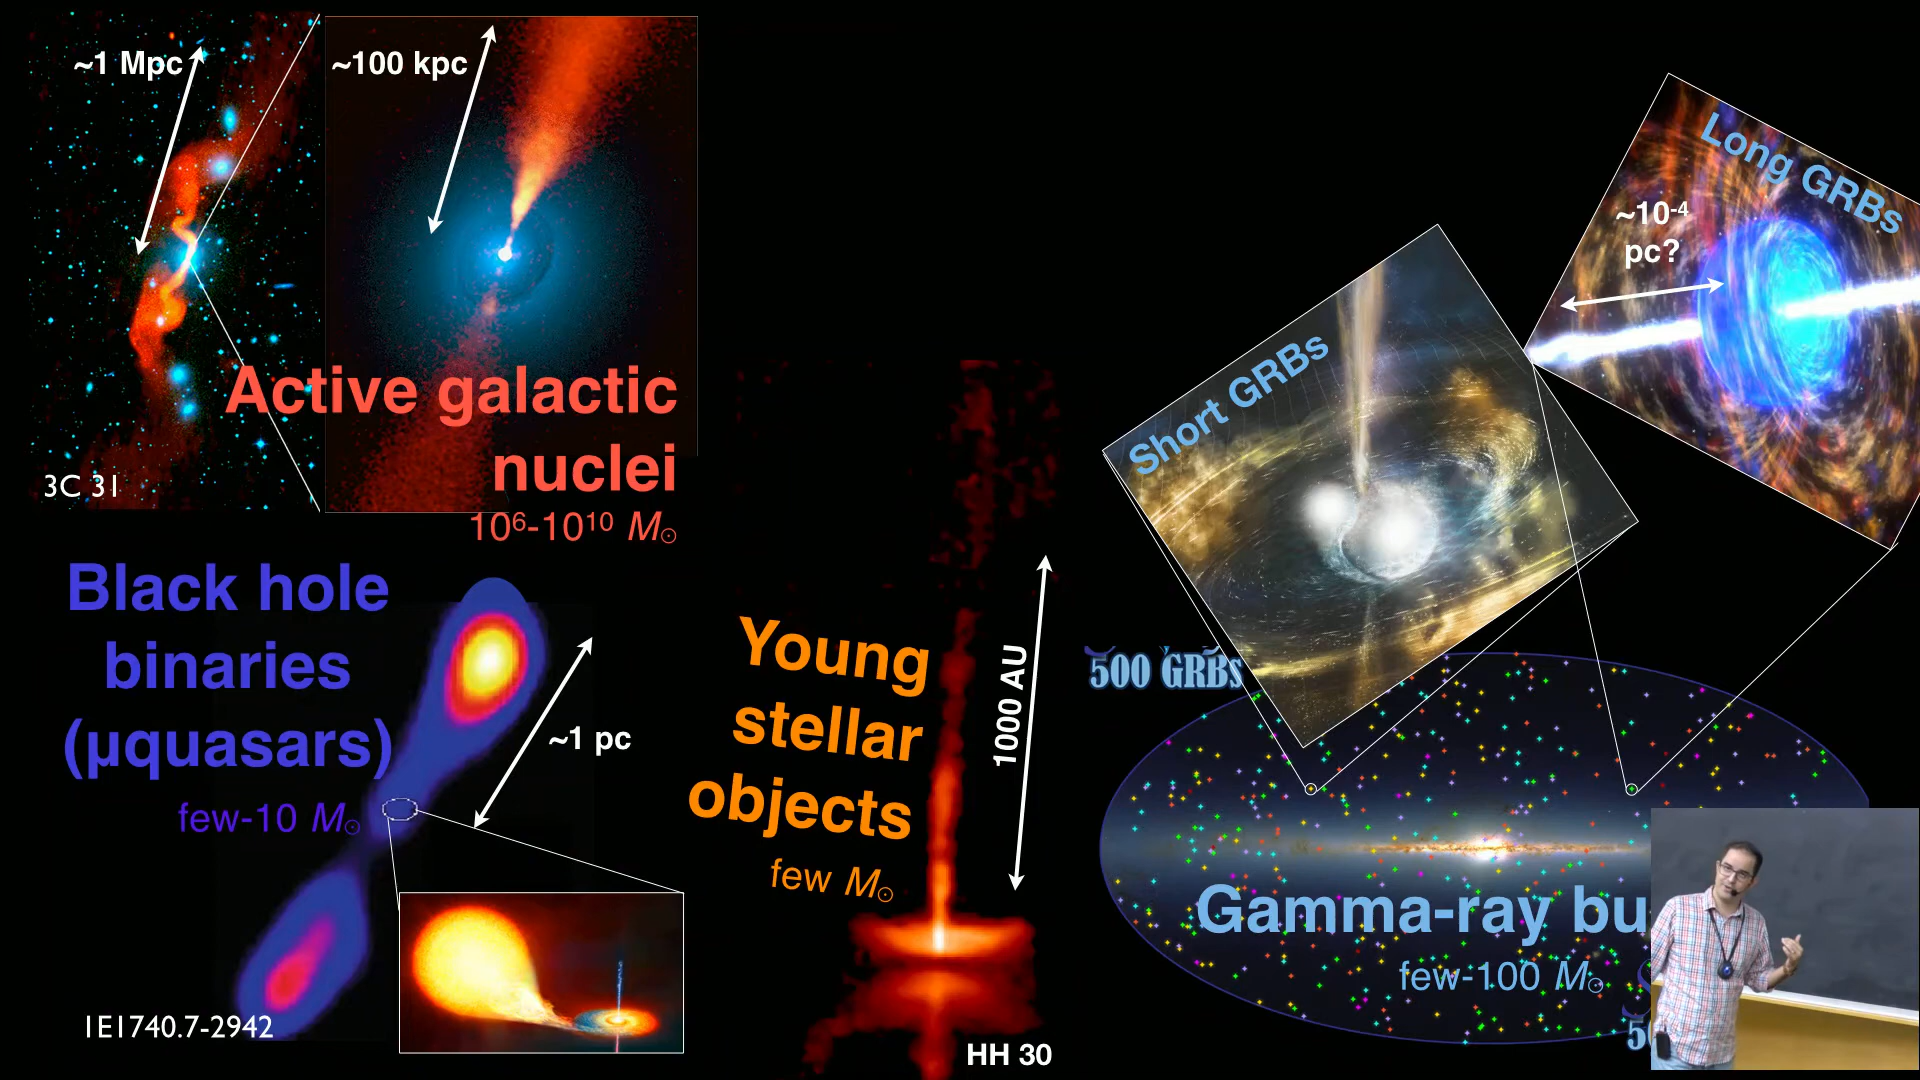 ~1 Mpc
~100 kpc
Active galactic
nuclei
10⁶-10¹⁰ M☉
3C 31
Black hole
binaries
(μquasars)
few-10 M☉
~1 pc
1E1740.7-2942
Young
stellar
objects
few M☉
1000 AU
HH 30
Long GRBs
~10⁻⁴
pc?
Short GRBs
500 GRBs
Gamma-ray bu
few-100 M☉